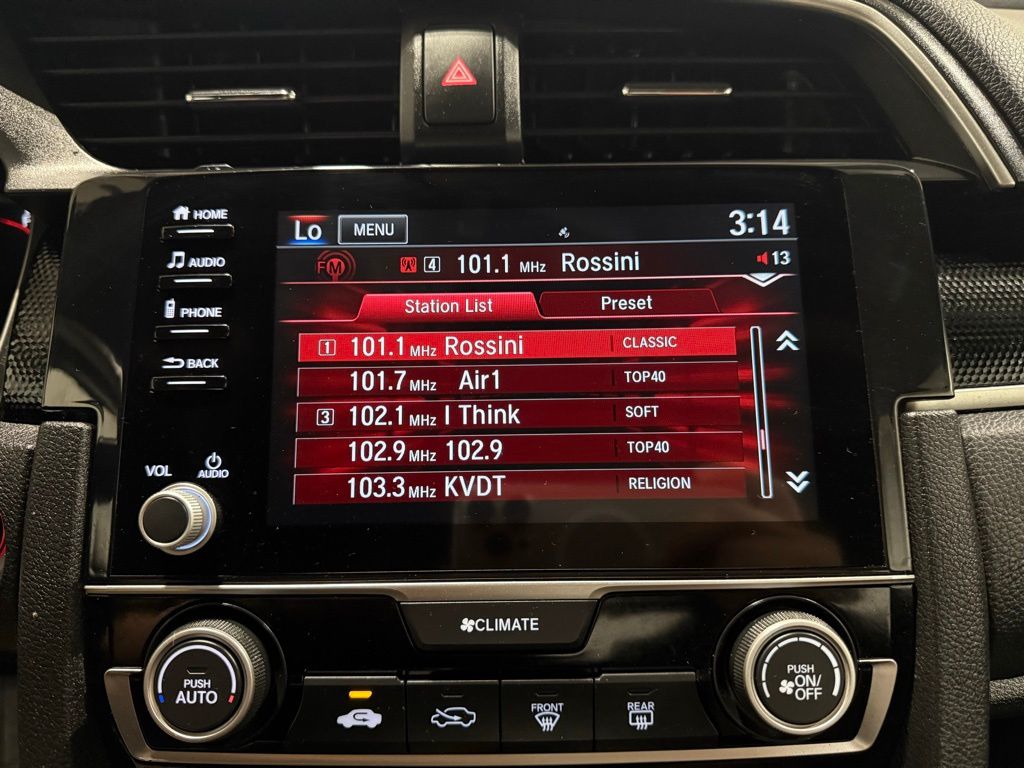 HOME
AUDIO
PHONE
BACK
VOL
AUDIO
Lo MENU 3:14
FM 4 101.1 MHz Rossini 13
Station List Preset
1 101.1 MHz Rossini CLASSIC
101.7 MHz Air1 TOP40
3 102.1 MHz I Think SOFT
102.9 MHz 102.9 TOP40
103.3 MHz KVDT RELIGION
CLIMATE
PUSH
AUTO
FRONT
REAR
PUSH
ON/
OFF